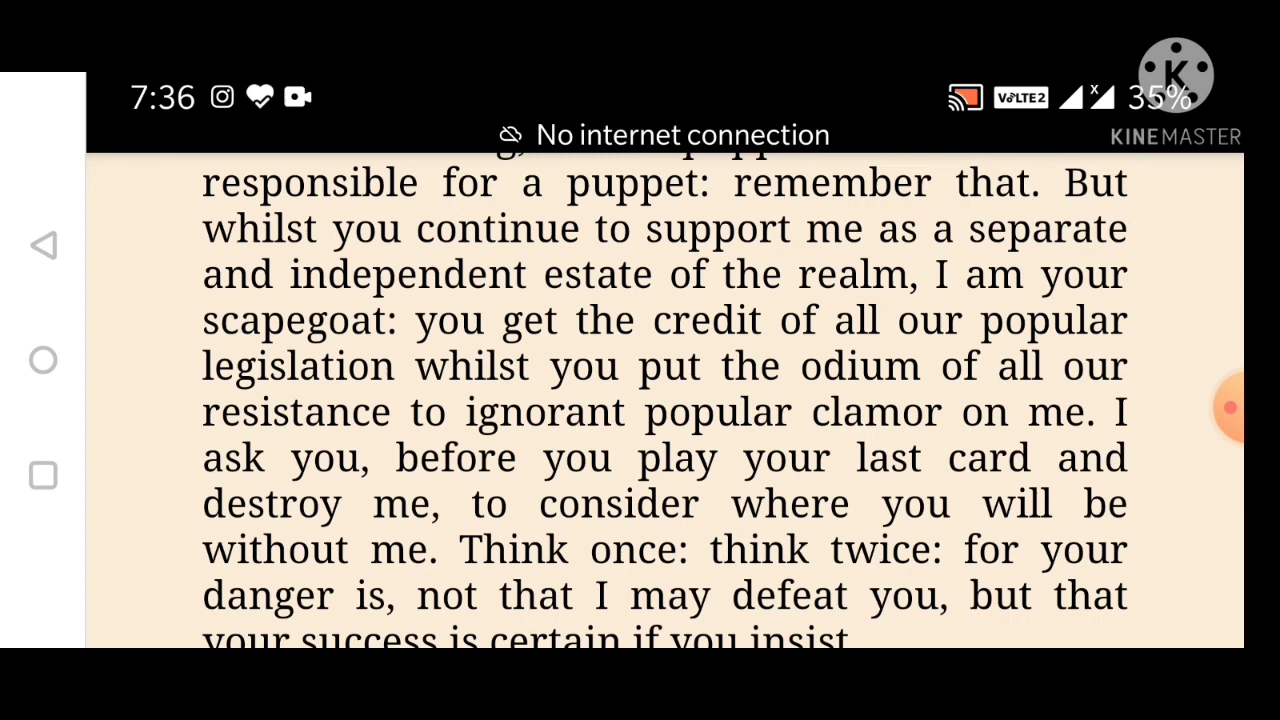 7:36
VoLTE2
X
35%
K
No internet connection
KINEMASTER
responsible for a puppet: remember that. But
whilst you continue to support me as a separate
and independent estate of the realm, I am your
scapegoat: you get the credit of all our popular
legislation whilst you put the odium of all our
resistance to ignorant popular clamor on me. I
ask you, before you play your last card and
destroy me, to consider where you will be
without me. Think once: think twice: for your
danger is, not that I may defeat you, but that
your success is certain if you insist